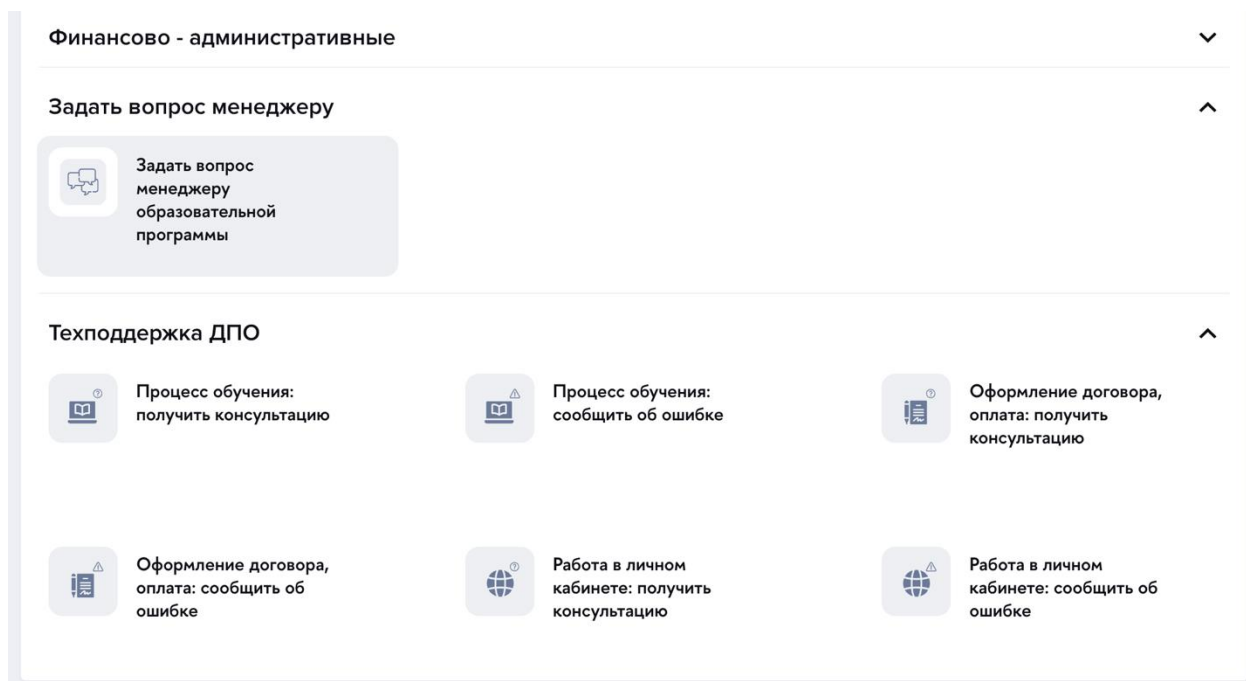 Финансово - административные
Задать вопрос менеджеру
Задать вопрос
менеджеру
образовательной
программы
Техподдержка ДПО
Процесс обучения:
получить консультацию
Процесс обучения:
сообщить об ошибке
Оформление договора,
оплата: получить
консультацию
Оформление договора,
оплата: сообщить об
ошибке
Работа в личном
кабинете: получить
консультацию
Работа в личном
кабинете: сообщить об
ошибке